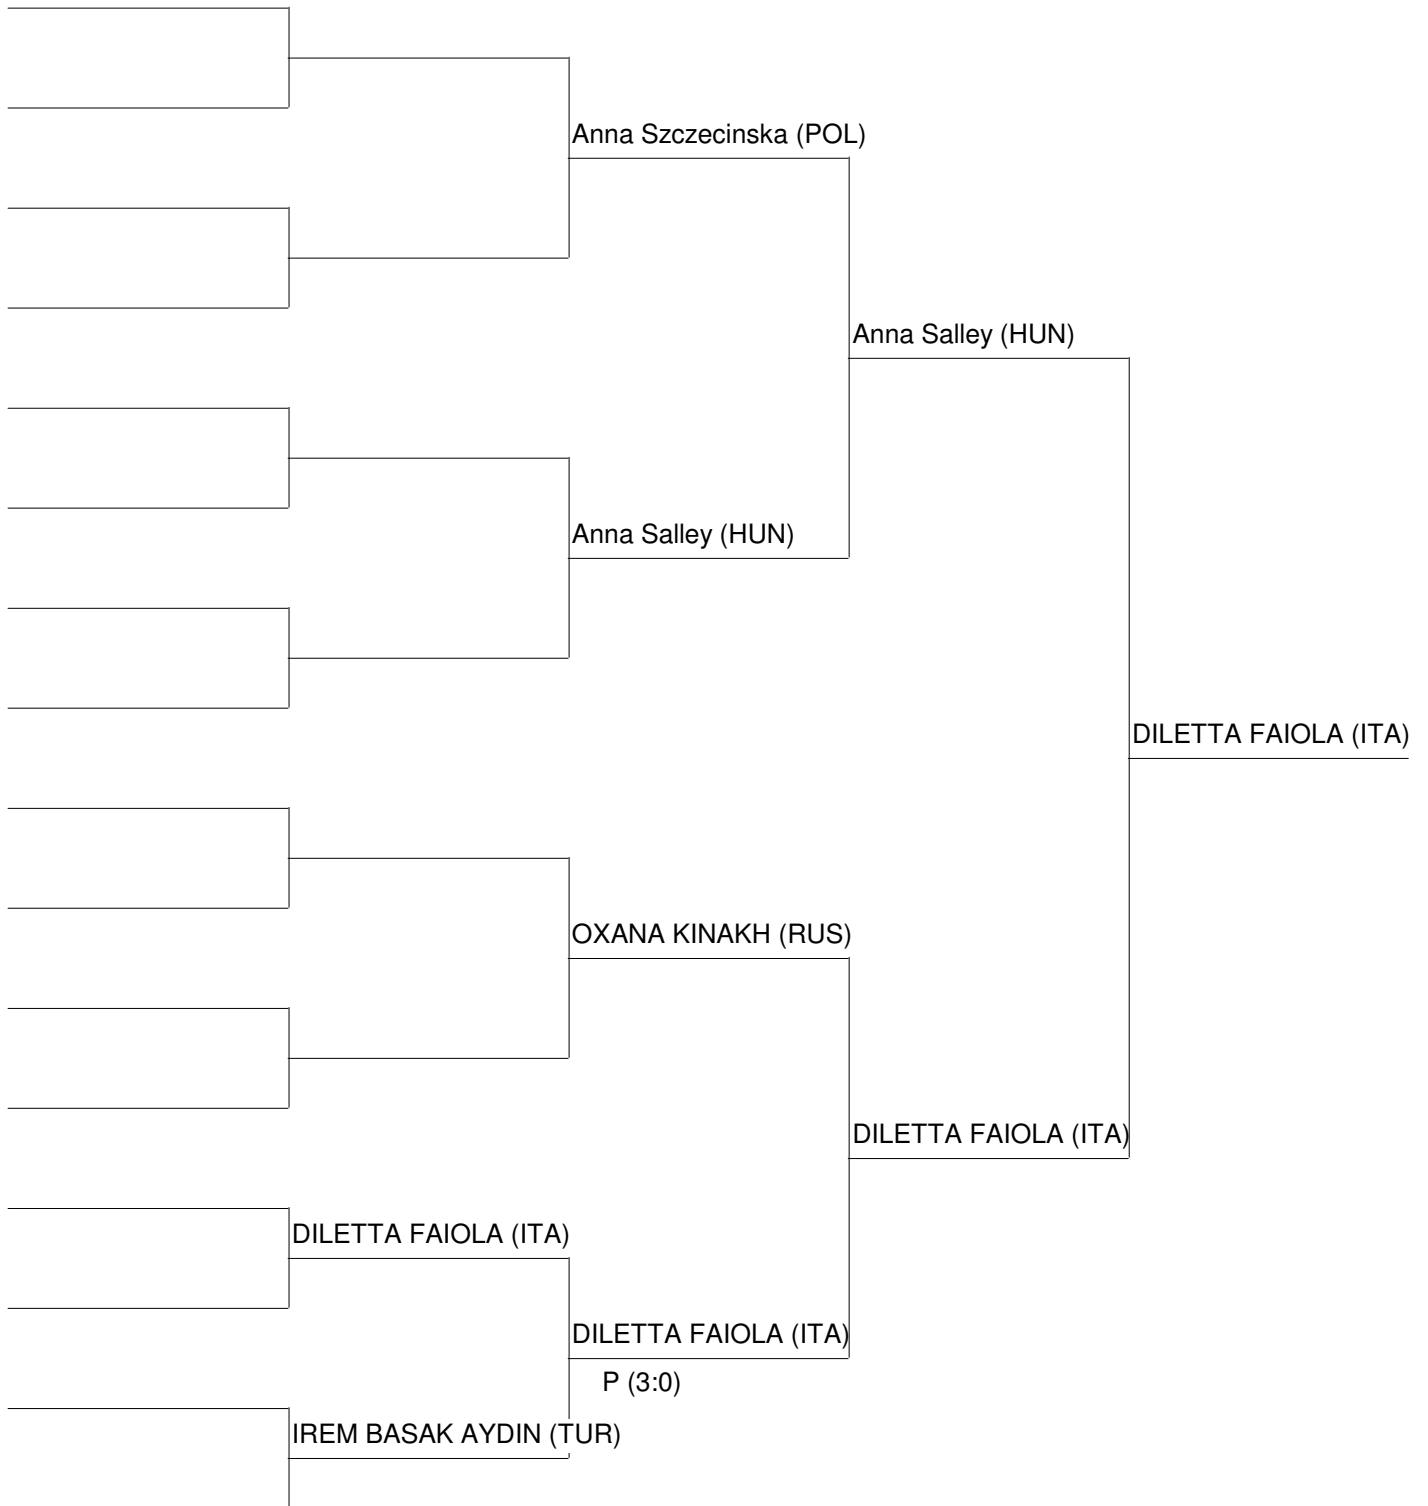 Anna Szczecinska (POL)
Anna Salley (HUN)
Anna Salley (HUN)
DILETTA FAIOLA (ITA)
OXANA KINAKH (RUS)
DILETTA FAIOLA (ITA)
DILETTA FAIOLA (ITA)
DILETTA FAIOLA (ITA)
P (3:0)
IREM BASAK AYDIN (TUR)